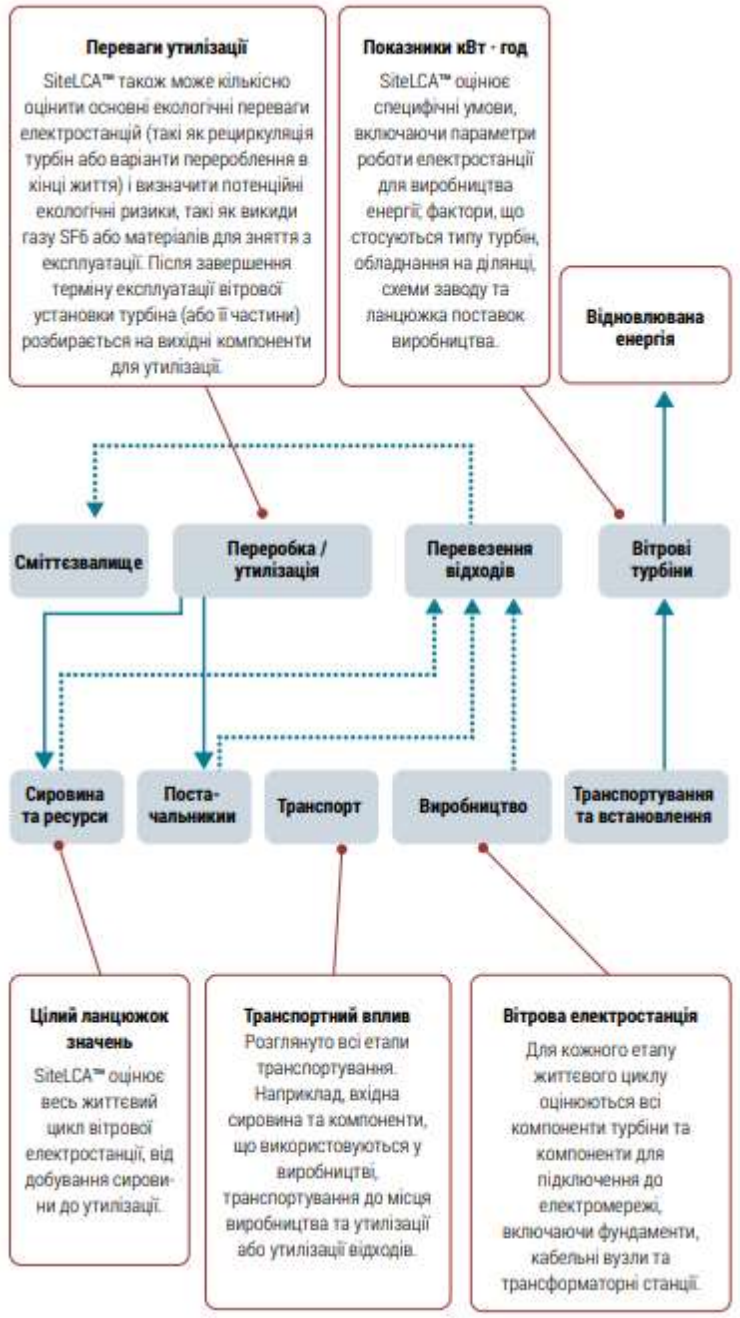 Переваги утилізації
SiteLCA™ також може кількісно
оцінити основні екологічні переваги
електростанцій (такі як рециркуляція
турбін або варіанти перероблення в
кінці життя) і визначити потенційні
екологічні ризики, такі як викиди
газу SF6 або матеріалів для зняття з
експлуатації. Після завершення
терміну експлуатації вітрової
установки турбіна (або її частини)
розбирається на вихідні компоненти
для утилізації.
Показники кВт · год
SiteLCA™ оцінює
специфічні умови,
включаючи параметри
роботи електростанції
для виробництва
енергії; фактори, що
стосуються типу турбін,
обладнання на ділянці,
схеми заводу та
ланцюжка поставок
виробництва.
Відновлювана
енергія
Сміттєзвалище
Переробка /
утилізація
Перевезення
відходів
Вітрові
турбіни
Сировина
та ресурси
Поста-
чальникии
Транспорт
Виробництво
Транспортування
та встановлення
Цілий ланцюжок
значень
SiteLCA™ оцінює
весь життєвий
цикл вітрової
електростанції, від
добування сирови-
ни до утилізації.
Транспортний вплив
Розглянуто всі етапи
транспортування.
Наприклад, вхідна
сировина та компоненти,
що використовуються у
виробництві,
транспортування до місця
виробництва та утилізації
або утилізації відходів.
Вітрова електростанція
Для кожного етапу
життєвого циклу
оцінюються всі
компоненти турбіни та
компоненти для
підключення до
електромережі,
включаючи фундаменти,
кабельні вузли та
трансформаторні станції.